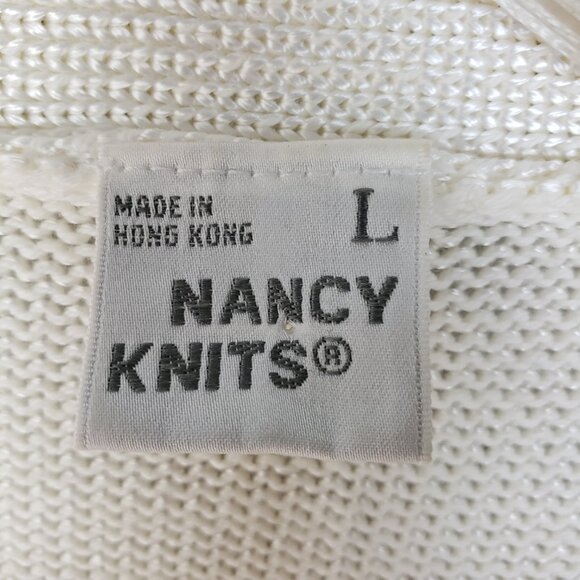 MADE IN
HONG KONG
L
NANCY
KNITS®